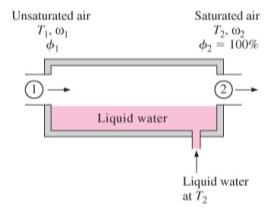 Unsaturated air
T₁, ω₁
ϕ₁
Saturated air
T₂, ω₂
ϕ₂ = 100%
1
2
Liquid water
Liquid water
at T₂